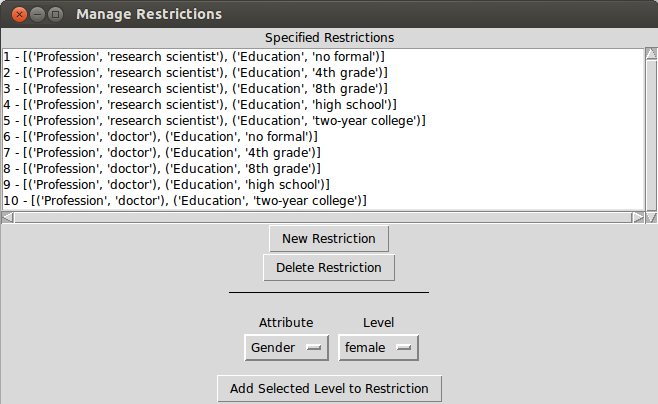 Manage Restrictions
Specified Restrictions
1 - [('Profession', 'research scientist'), ('Education', 'no formal')]
2 - [('Profession', 'research scientist'), ('Education', '4th grade')]
3 - [('Profession', 'research scientist'), ('Education', '8th grade')]
4 - [('Profession', 'research scientist'), ('Education', 'high school')]
5 - [('Profession', 'research scientist'), ('Education', 'two-year college')]
6 - [('Profession', 'doctor'), ('Education', 'no formal')]
7 - [('Profession', 'doctor'), ('Education', '4th grade')]
8 - [('Profession', 'doctor'), ('Education', '8th grade')]
9 - [('Profession', 'doctor'), ('Education', 'high school')]
10 - [('Profession', 'doctor'), ('Education', 'two-year college')]
New Restriction
Delete Restriction
Attribute Level
Gender female
Add Selected Level to Restriction